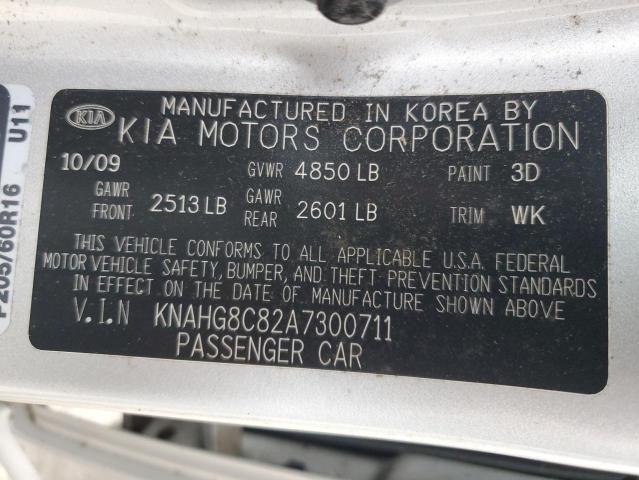 KIA
MANUFACTURED IN KOREA BY
KIA MOTORS CORPORATION
10/09 GVWR 4850 LB PAINT 3D
GAWR FRONT 2513 LB GAWR REAR 2601 LB TRIM WK
THIS VEHICLE CONFORMS TO ALL APPLICABLE U.S.A. FEDERAL
MOTOR VEHICLE SAFETY, BUMPER, AND THEFT PREVENTION STANDARDS
IN EFFECT ON THE DATE OF MANUFACTURE SHOWN ABOVE
V.I.N KNAHG8C82A7300711
PASSENGER CAR
U11
P205/60R16